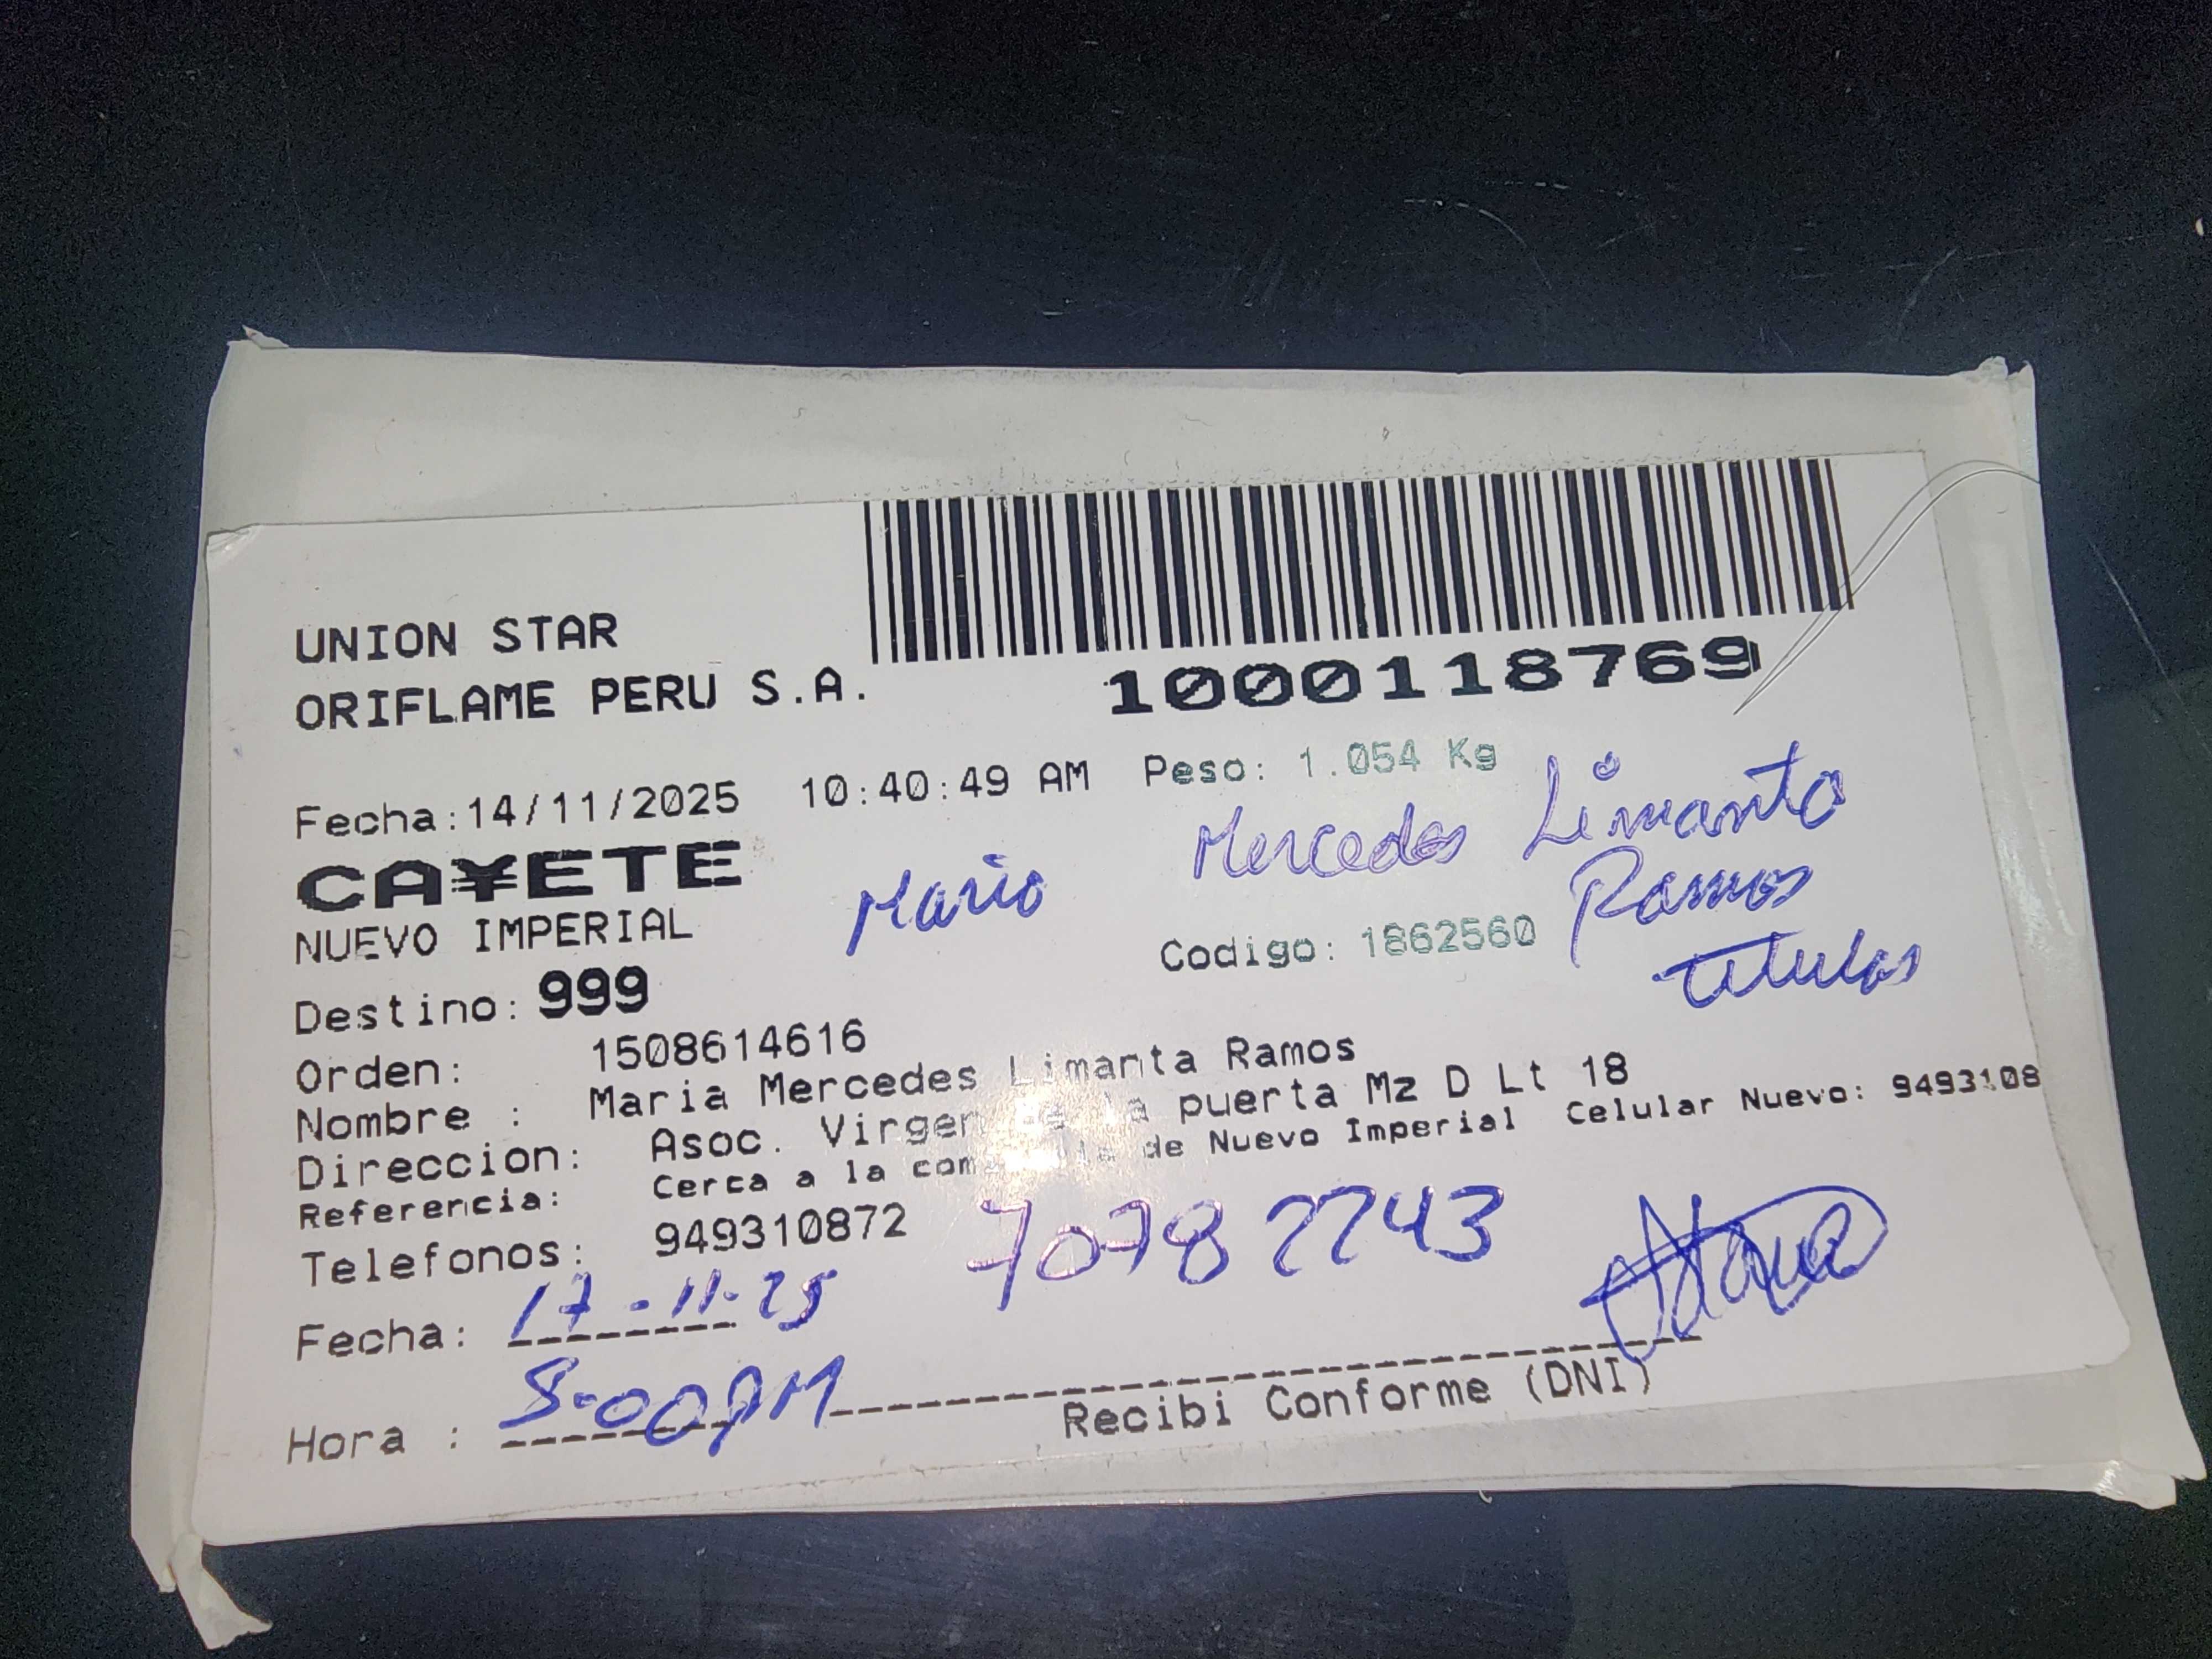 UNION STAR
ORIFLAME PERU S.A.
1000118769
Fecha:14/11/2025 10:40:49 AM Peso: 1.054 Kg
CA¥ETE
Maria Mercedes Limanta
Ramos
NUEVO IMPERIAL
Codigo: 1862560
Titular
Destino: 999
Orden: 1508614616
Nombre : Maria Mercedes Limanta Ramos
Direccion: Asoc. Virgen de la puerta Mz D Lt 18
Referencia: Cerca a la de Nuevo Imperial Celular Nuevo: 9493108
Telefonos: 949310872
70782243
Fecha: 17-11-25
Hora : 8:00PM
Recibi Conforme (DNI)